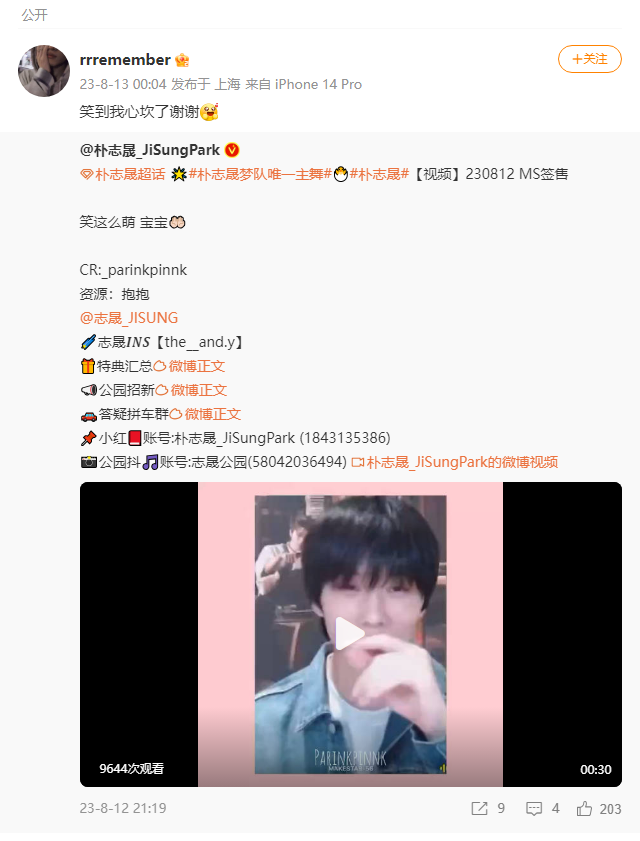 公开
rrremember
+关注
23-8-13 00:04 发布于 上海 来自 iPhone 14 Pro
笑到我心坎了谢谢
@朴志晟_JiSungPark
朴志晟超话 #朴志晟梦队唯一主舞# #朴志晟#【视频】230812 MS签售
笑这么萌 宝宝
CR:_parinkpinnk
资源：抱抱
@志晟_JISUNG
志晟INS【the__and.y】
特典汇总 微博正文
公园招新 微博正文
答疑拼车群 微博正文
小红 账号:朴志晟_JiSungPark (1843135386)
公园抖 账号:志晟公园(58042036494) 朴志晟_JiSungPark的微博视频
PARINKPINNK
MAKESTAR 58
9644次观看
00:30
23-8-12 21:19
9
4
203